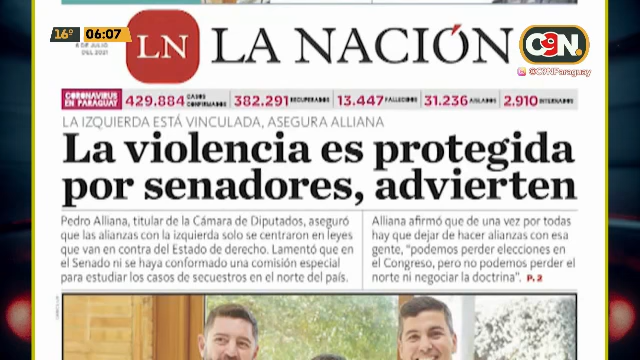 16° 06:07
8 DE JULIO
DEL 2021
LN LA NACIÓN
C9N
@C9NParaguay
CORONAVIRUS
EN PARAGUAY
429.884 CASOS CONFIRMADOS 382.291 RECUPERADOS 13.447 FALLECIDOS 31.236 AISLADOS 2.910 INTERNADOS
LA IZQUIERDA ESTÁ VINCULADA, ASEGURA ALLIANA
La violencia es protegida
por senadores, advierten
Pedro Alliana, titular de la Cámara de Diputados, aseguró
que las alianzas con la izquierda solo se centraron en leyes
que van en contra del Estado de derecho. Lamentó que en
el Senado ni se haya conformado una comisión especial
para estudiar los casos de secuestros en el norte del país.
Alliana afirmó que de una vez por todas
hay que dejar de hacer alianzas con esa
gente, "podemos perder elecciones en
el Congreso, pero no podemos perder el
norte ni negociar la doctrina". P. 2